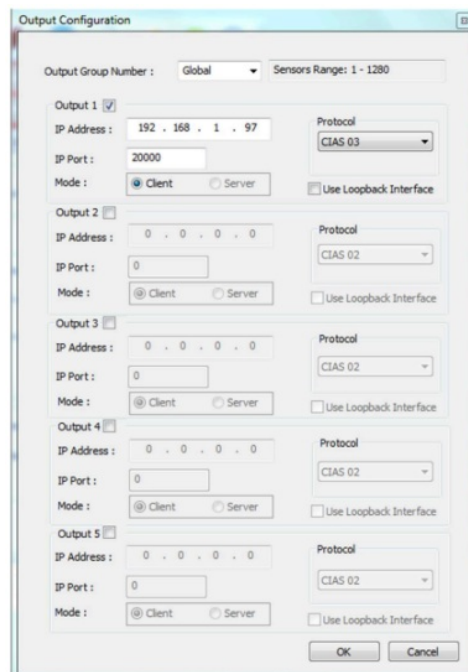 Output Configuration
Output Group Number : Global Sensors Range: 1 - 1280
Output 1
IP Address : 192 . 168 . 1 . 97 Protocol
CIAS 03
IP Port : 20000
Mode : Client Server Use Loopback Interface
Output 2
IP Address : 0 . 0 . 0 . 0 Protocol
CIAS 02
IP Port : 0
Mode : Client Server Use Loopback Interface
Output 3
IP Address : 0 . 0 . 0 . 0 Protocol
CIAS 02
IP Port : 0
Mode : Client Server Use Loopback Interface
Output 4
IP Address : 0 . 0 . 0 . 0 Protocol
CIAS 02
IP Port : 0
Mode : Client Server Use Loopback Interface
Output 5
IP Address : 0 . 0 . 0 . 0 Protocol
CIAS 02
IP Port : 0
Mode : Client Server Use Loopback Interface
OK Cancel